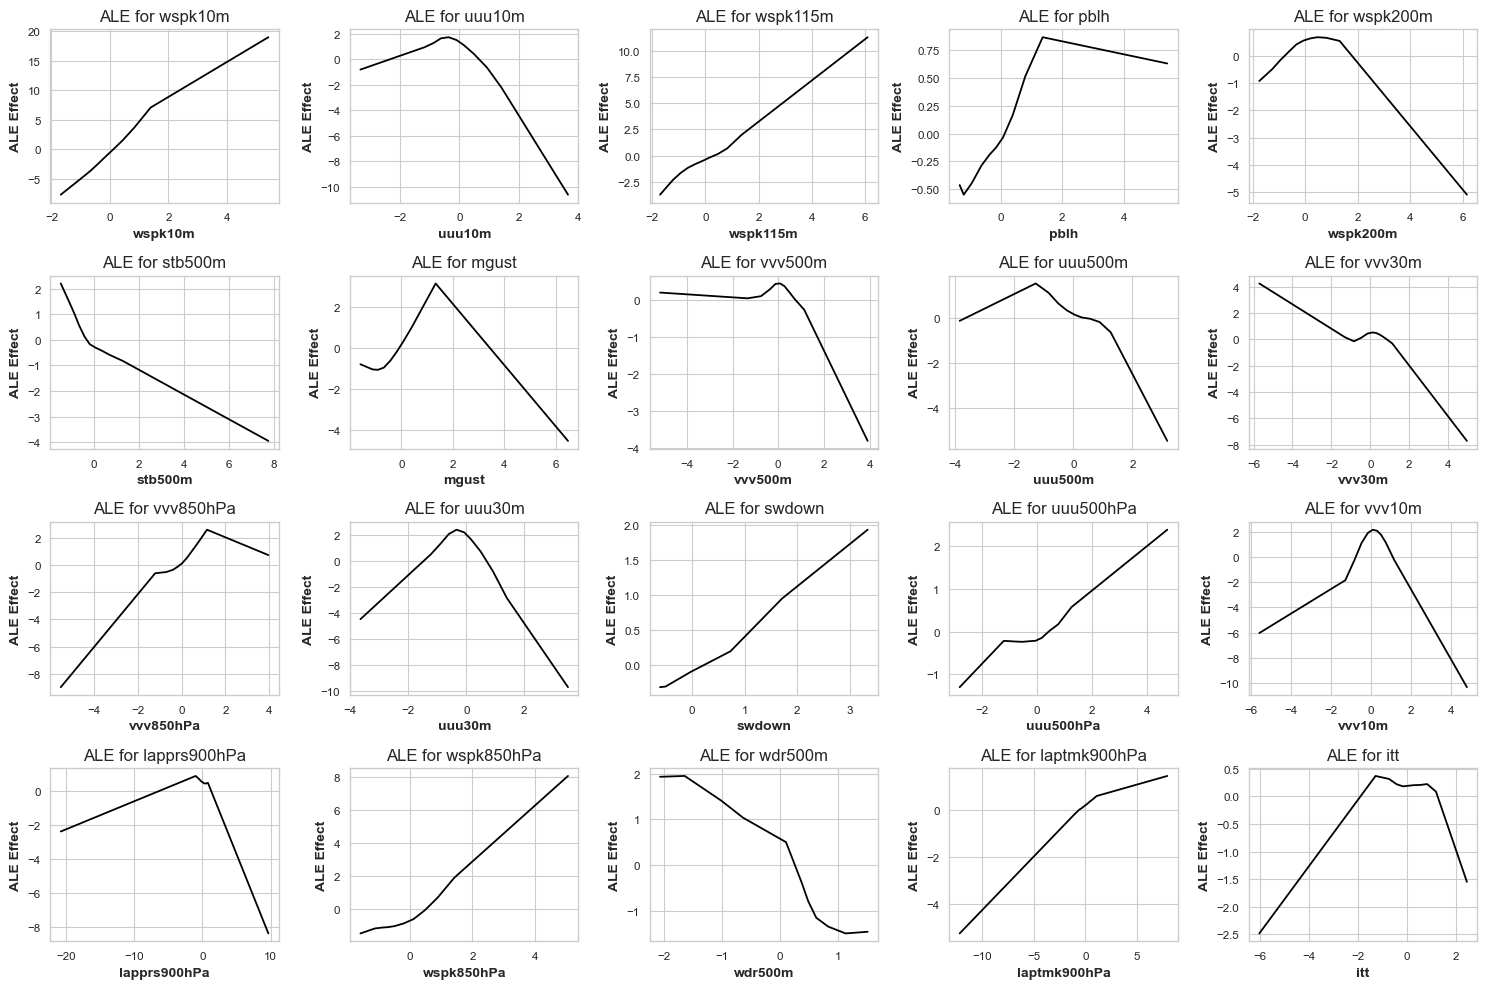 ALE for wspk10m
ALE Effect
20
15
10
5
0
−5
−2 0 2 4
wspk10m
ALE for uuu10m
ALE Effect
2
0
−2
−4
−6
−8
−10
−2 0 2 4
uuu10m
ALE for wspk115m
ALE Effect
10.0
7.5
5.0
2.5
0.0
−2.5
−2 0 2 4 6
wspk115m
ALE for pblh
ALE Effect
0.75
0.50
0.25
0.00
−0.25
−0.50
0 2 4
pblh
ALE for wspk200m
ALE Effect
0
−1
−2
−3
−4
−5
−2 0 2 4 6
wspk200m
ALE for stb500m
ALE Effect
2
1
0
−1
−2
−3
−4
0 2 4 6 8
stb500m
ALE for mgust
ALE Effect
2
0
−2
−4
0 2 4 6
mgust
ALE for vvv500m
ALE Effect
0
−1
−2
−3
−4
−4 −2 0 2 4
vvv500m
ALE for uuu500m
ALE Effect
0
−2
−4
−4 −2 0 2
uuu500m
ALE for vvv30m
ALE Effect
4
2
0
−2
−4
−6
−8
−6 −4 −2 0 2 4
vvv30m
ALE for vvv850hPa
ALE Effect
2
0
−2
−4
−6
−8
−4 −2 0 2 4
vvv850hPa
ALE for uuu30m
ALE Effect
2
0
−2
−4
−6
−8
−10
−4 −2 0 2
uuu30m
ALE for swdown
ALE Effect
2.0
1.5
1.0
0.5
0.0
0 1 2 3
swdown
ALE for uuu500hPa
ALE Effect
2
1
0
−1
−2 0 2 4
uuu500hPa
ALE for vvv10m
ALE Effect
2
0
−2
−4
−6
−8
−10
−6 −4 −2 0 2 4
vvv10m
ALE for lapprs900hPa
ALE Effect
0
−2
−4
−6
−8
−20 −10 0 10
lapprs900hPa
ALE for wspk850hPa
ALE Effect
8
6
4
2
0
0 2 4
wspk850hPa
ALE for wdr500m
ALE Effect
2
1
0
−1
−2 −1 0 1
wdr500m
ALE for laptmk900hPa
ALE Effect
0
−2
−4
−10 −5 0 5
laptmk900hPa
ALE for itt
ALE Effect
0.5
0.0
−0.5
−1.0
−1.5
−2.0
−2.5
−6 −4 −2 0 2
itt